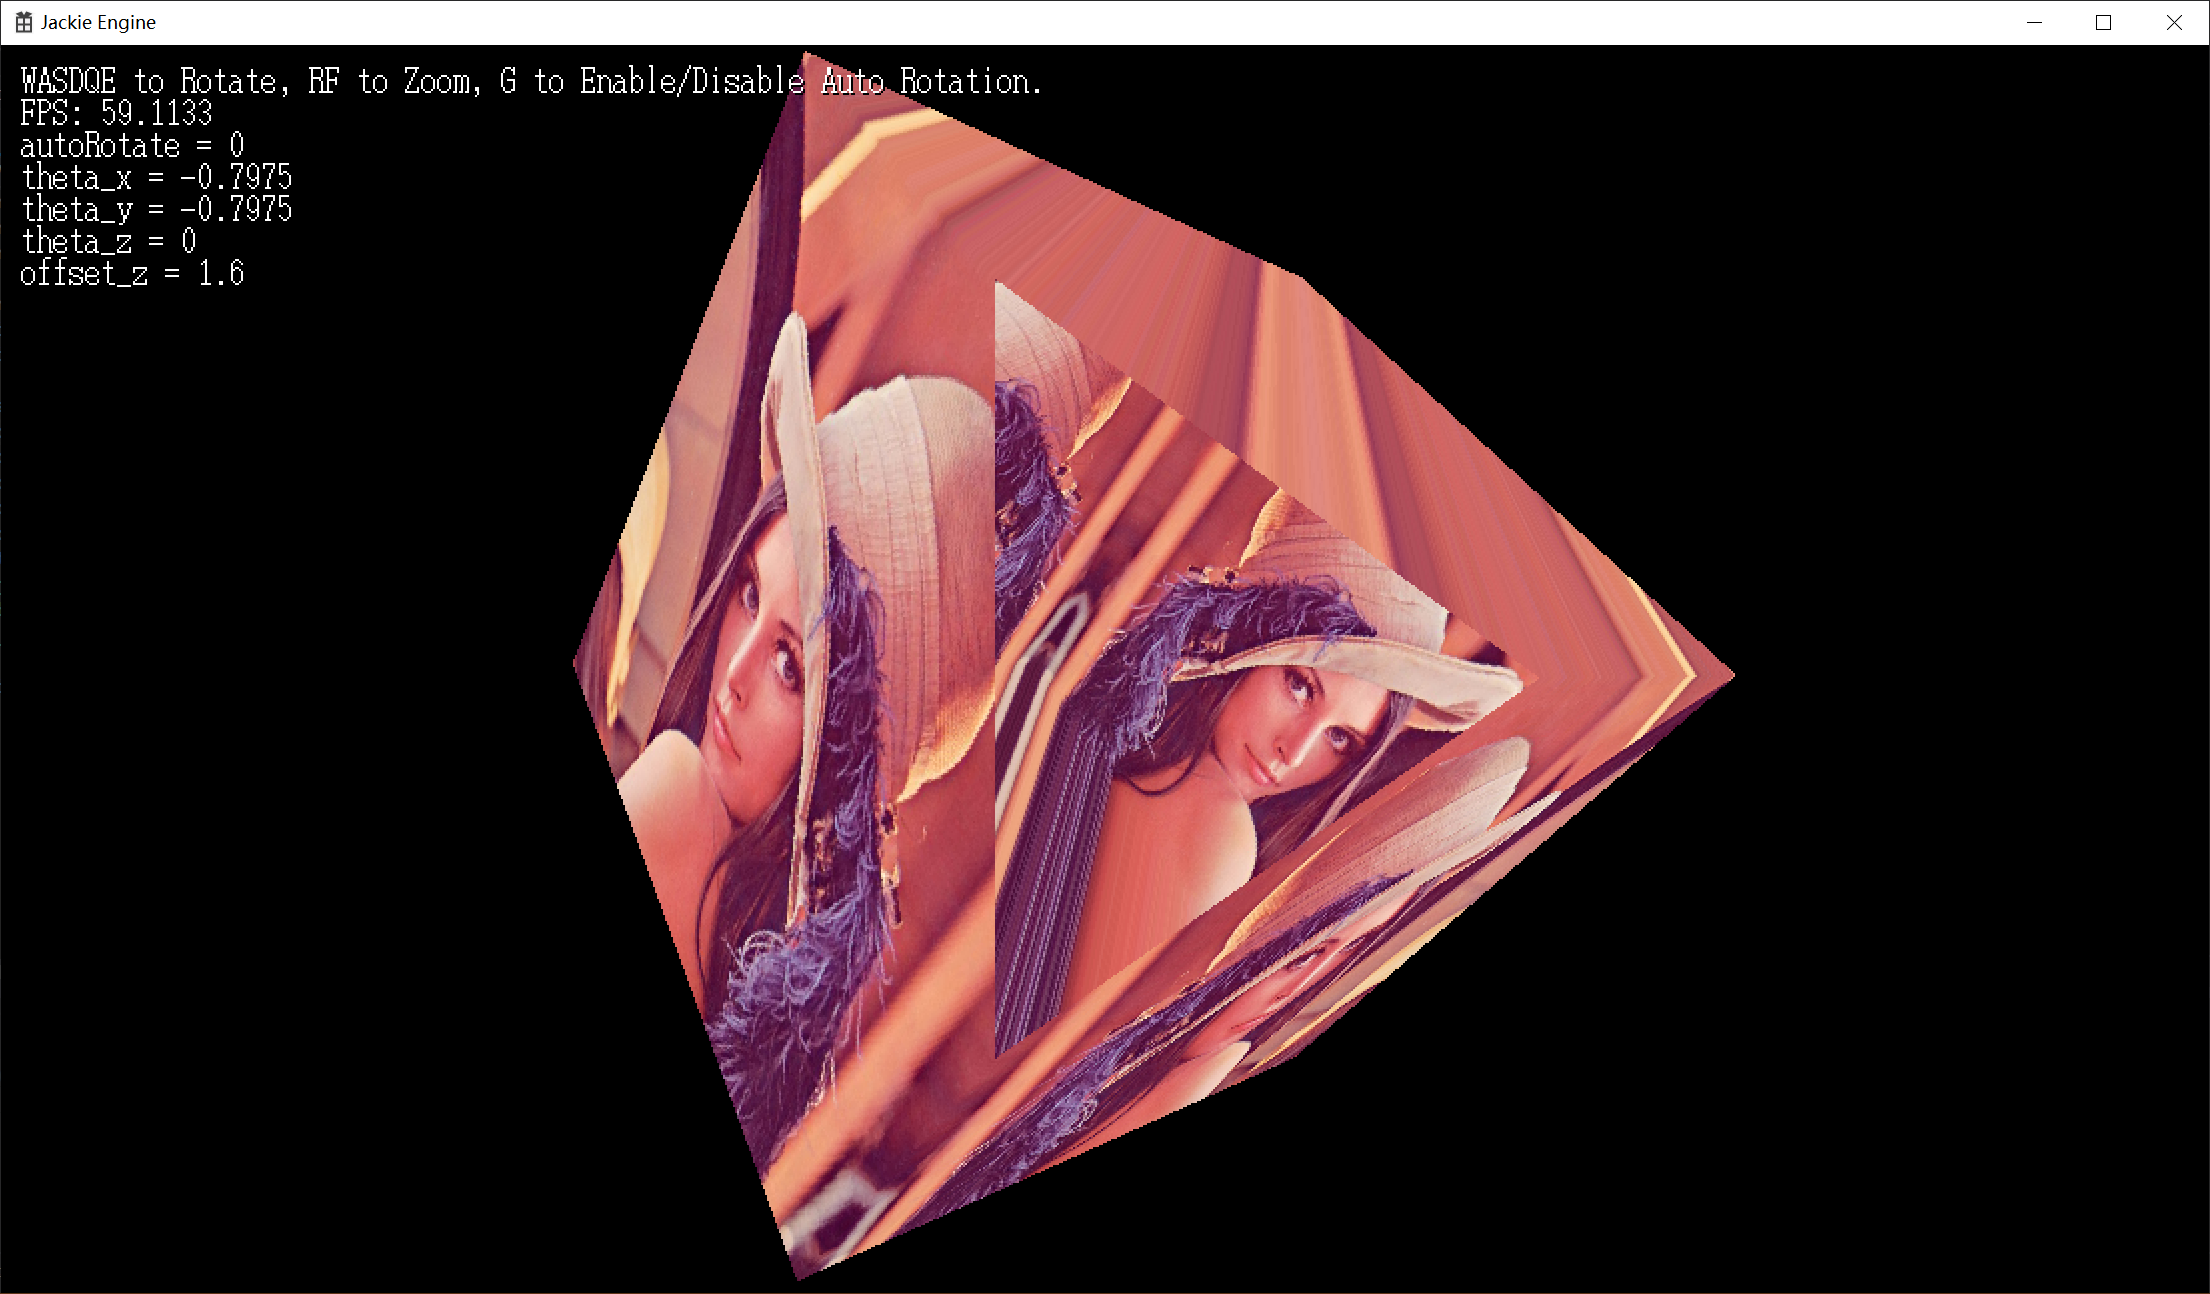 Jackie Engine
WASDQE to Rotate, RF to Zoom, G to Enable/Disable Auto Rotation.
FPS: 59.1133
autoRotate = 0
theta_x = -0.7975
theta_y = -0.7975
theta_z = 0
offset_z = 1.6